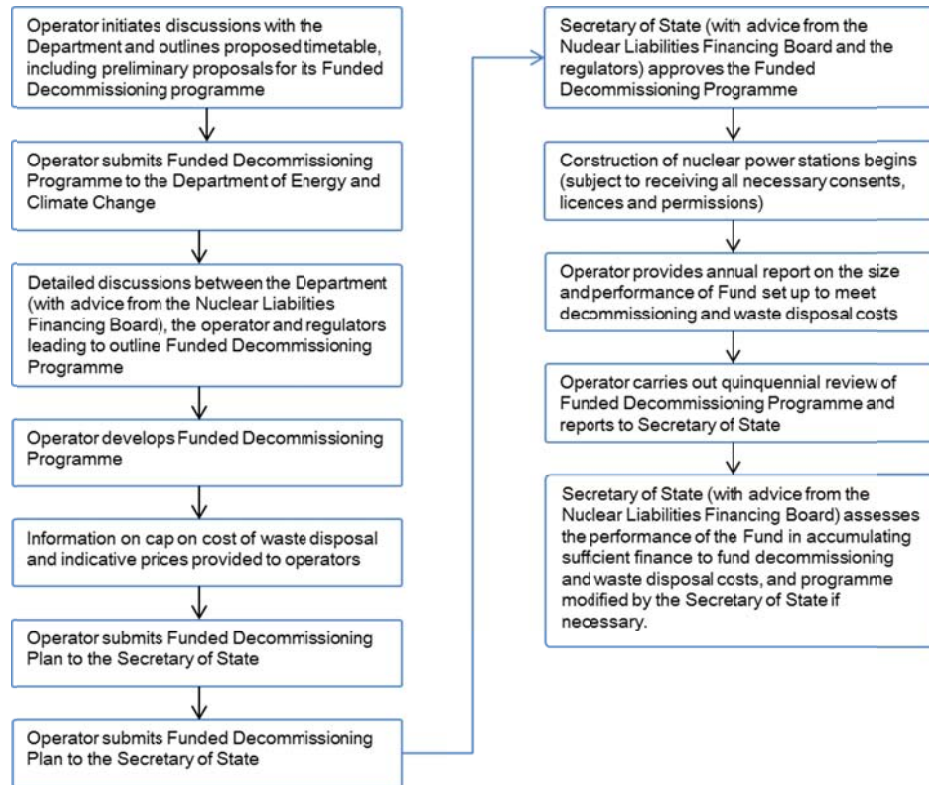 Operator initiates discussions with the
Department and outlines proposed timetable,
including preliminary proposals for its Funded
Decommissioning programme
Operator submits Funded Decommissioning
Programme to the Department of Energy and
Climate Change
Detailed discussions between the Department
(with advice from the Nuclear Liabilities
Financing Board), the operator and regulators
leading to outline Funded Decommissioning
Programme
Operator develops Funded Decommissioning
Programme
Information on cap on cost of waste disposal
and indicative prices provided to operators
Operator submits Funded Decommissioning
Plan to the Secretary of State
Operator submits Funded Decommissioning
Plan to the Secretary of State
Secretary of State (with advice from the
Nuclear Liabilities Financing Board and the
regulators) approves the Funded
Decommissioning Programme
Construction of nuclear power stations begins
(subject to receiving all necessary consents,
licences and permissions)
Operator provides annual report on the size
and performance of Fund set up to meet
decommissioning and waste disposal costs
Operator carries out quinquennial review of
Funded Decommissioning Programme and
reports to Secretary of State
Secretary of State (with advice from the
Nuclear Liabilities Financing Board) assesses
the performance of the Fund in accumulating
sufficient finance to fund decommissioning
and waste disposal costs, and programme
modified by the Secretary of State if
necessary.